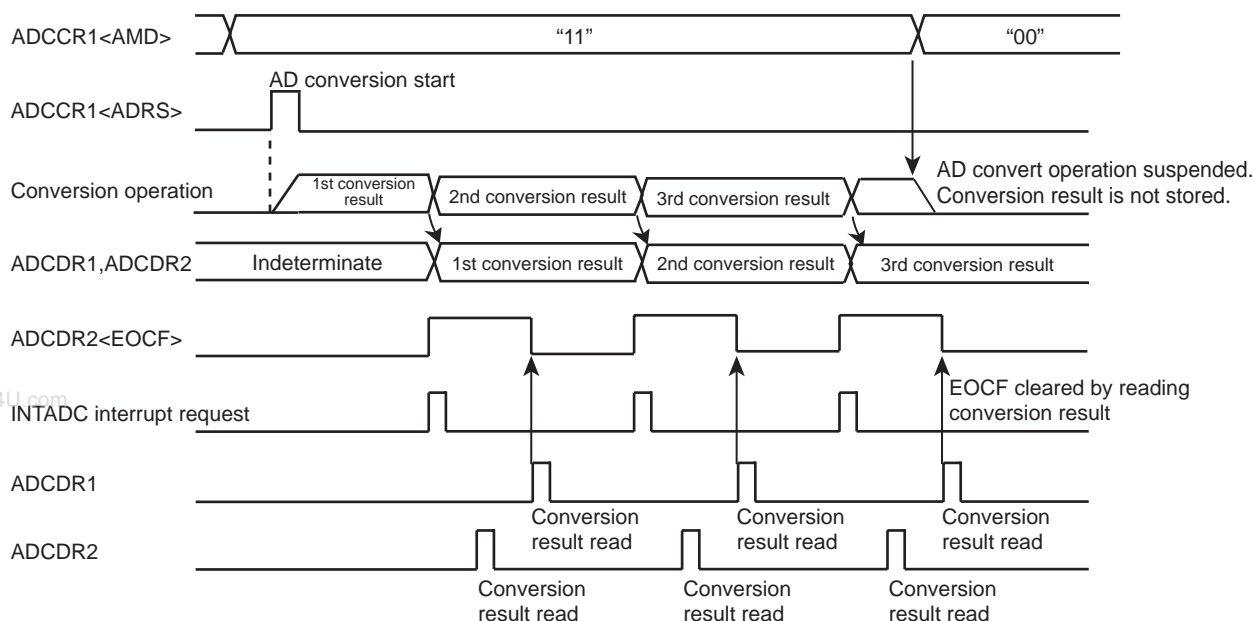 ADCCR1<AMD>
“11”
“00”
AD conversion start
ADCCR1<ADRS>
AD convert operation suspended.
Conversion result is not stored.
Conversion operation
1st conversion
result
2nd conversion result
3rd conversion result
ADCDR1,ADCDR2
Indeterminate
1st conversion result
2nd conversion result
3rd conversion result
ADCDR2<EOCF>
EOCF cleared by reading
conversion result
4U.com
INTADC interrupt request
ADCDR1
Conversion
result read
Conversion
result read
Conversion
result read
ADCDR2
Conversion
result read
Conversion
result read
Conversion
result read